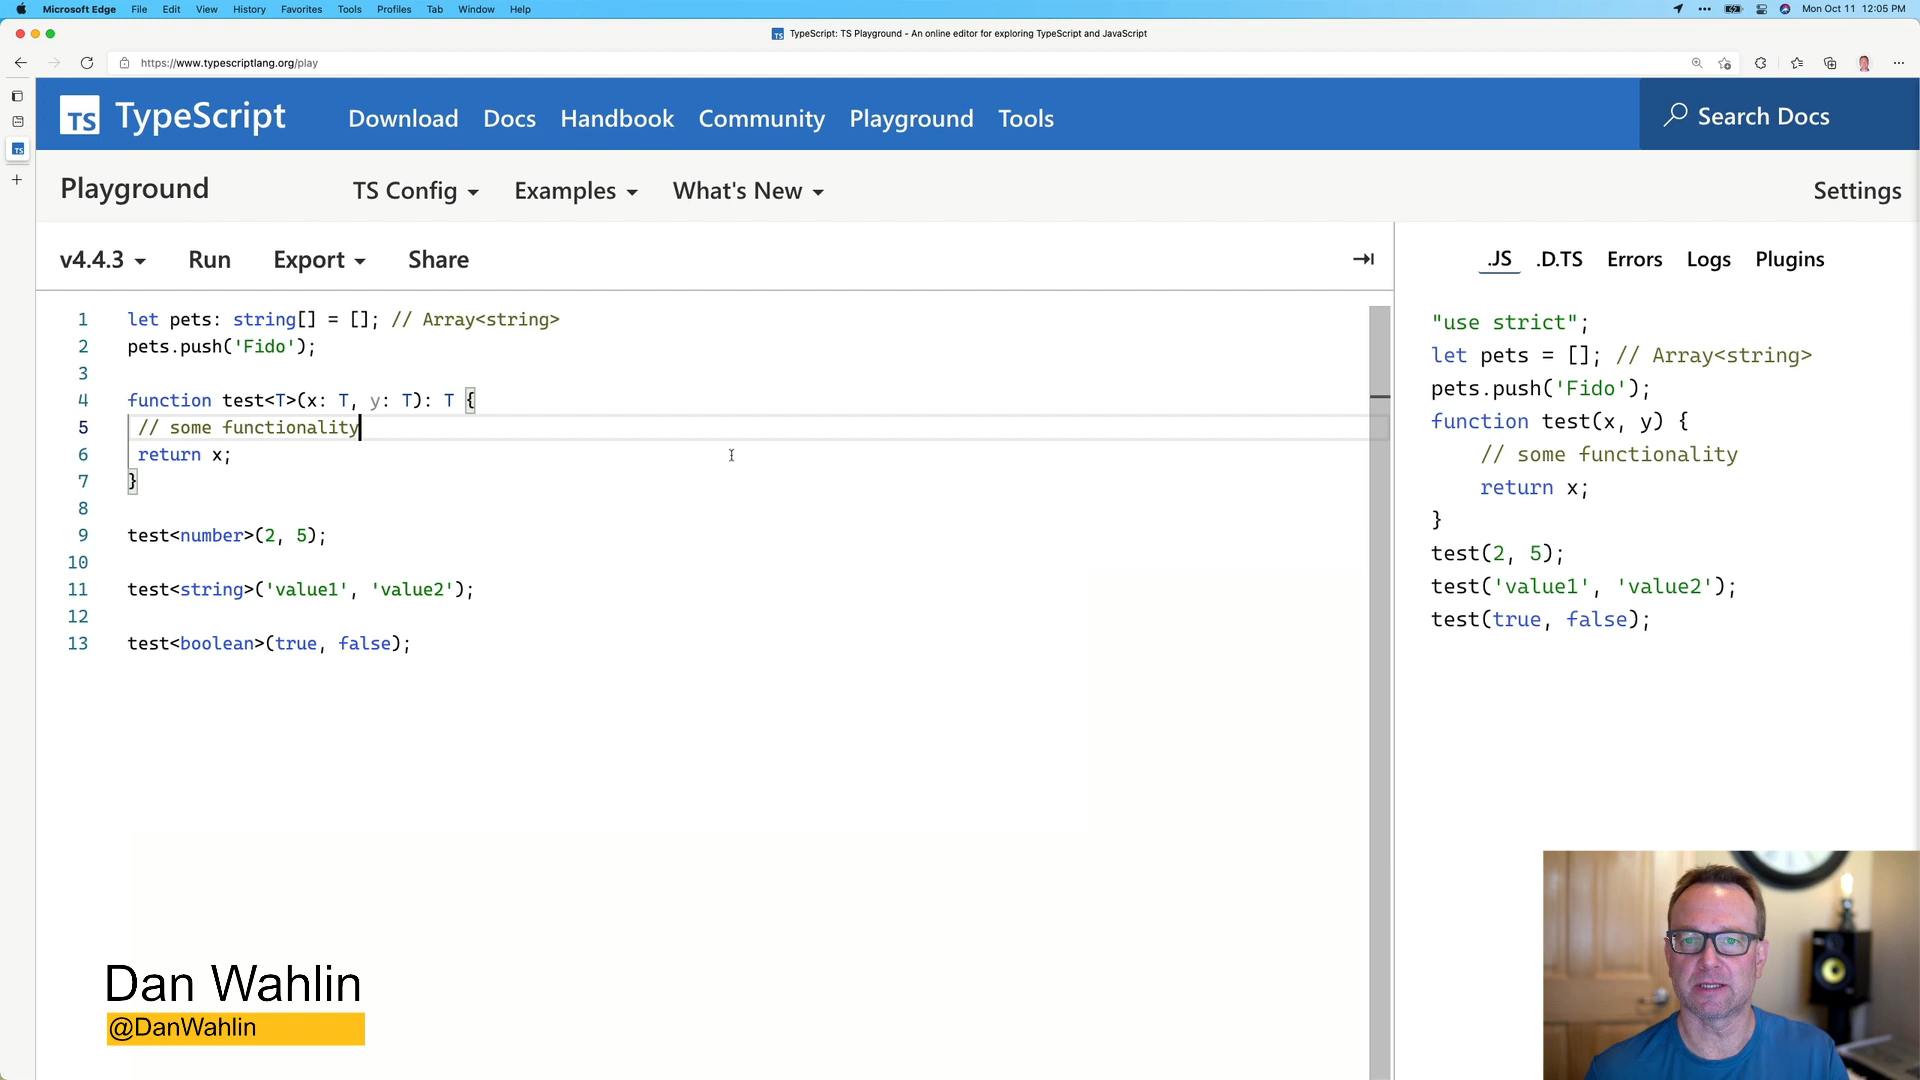 Microsoft Edge File Edit View History Favorites Tools Profiles Tab Window Help
Mon Oct 11 12:05 PM
TypeScript: TS Playground - An online editor for exploring TypeScript and JavaScript
https://www.typescriptlang.org/play
TS TypeScript Download Docs Handbook Community Playground Tools Search Docs
Playground TS Config Examples What's New Settings
v4.4.3 Run Export Share
.JS .D.TS Errors Logs Plugins
1 let pets: string[] = []; // Array<string>
2 pets.push('Fido');
3
4 function test<T>(x: T, y: T): T {
5 // some functionality
6 return x;
7 }
8
9 test<number>(2, 5);
10
11 test<string>('value1', 'value2');
12
13 test<boolean>(true, false);
"use strict";
let pets = []; // Array<string>
pets.push('Fido');
function test(x, y) {
// some functionality
return x;
}
test(2, 5);
test('value1', 'value2');
test(true, false);
Dan Wahlin
@DanWahlin